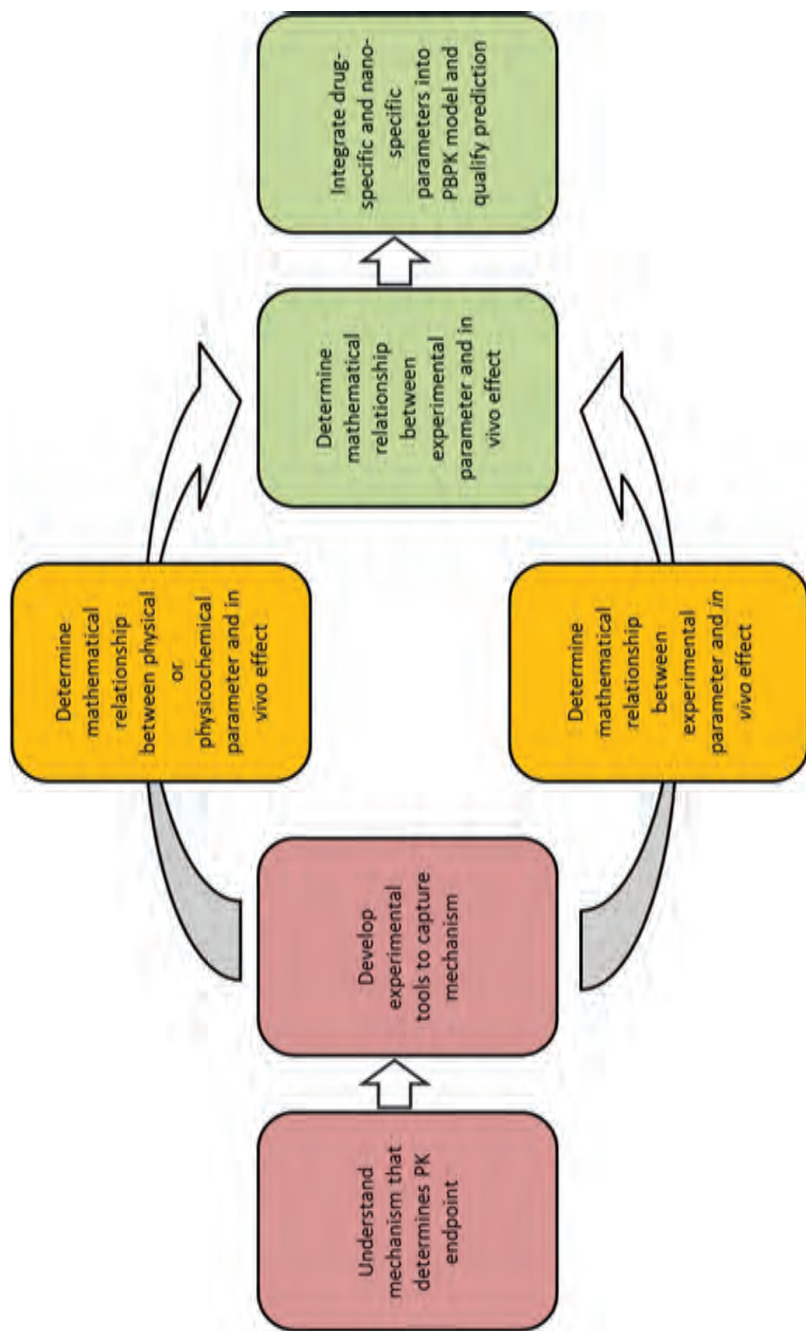 Understand
mechanism that
determines PK
endpoint
Develop
experimental
tools to capture
mechanism
Determine
mathematical
relationship
between physical
or
physicochemical
parameter and in
vivo effect
Determine
mathematical
relationship
between
experimental
parameter and in
vivo effect
Determine
mathematical
relationship
between
experimental
parameter and in
vivo effect
Integrate drug-
specific and nano-
specific
parameters into
PBPK model and
qualify prediction